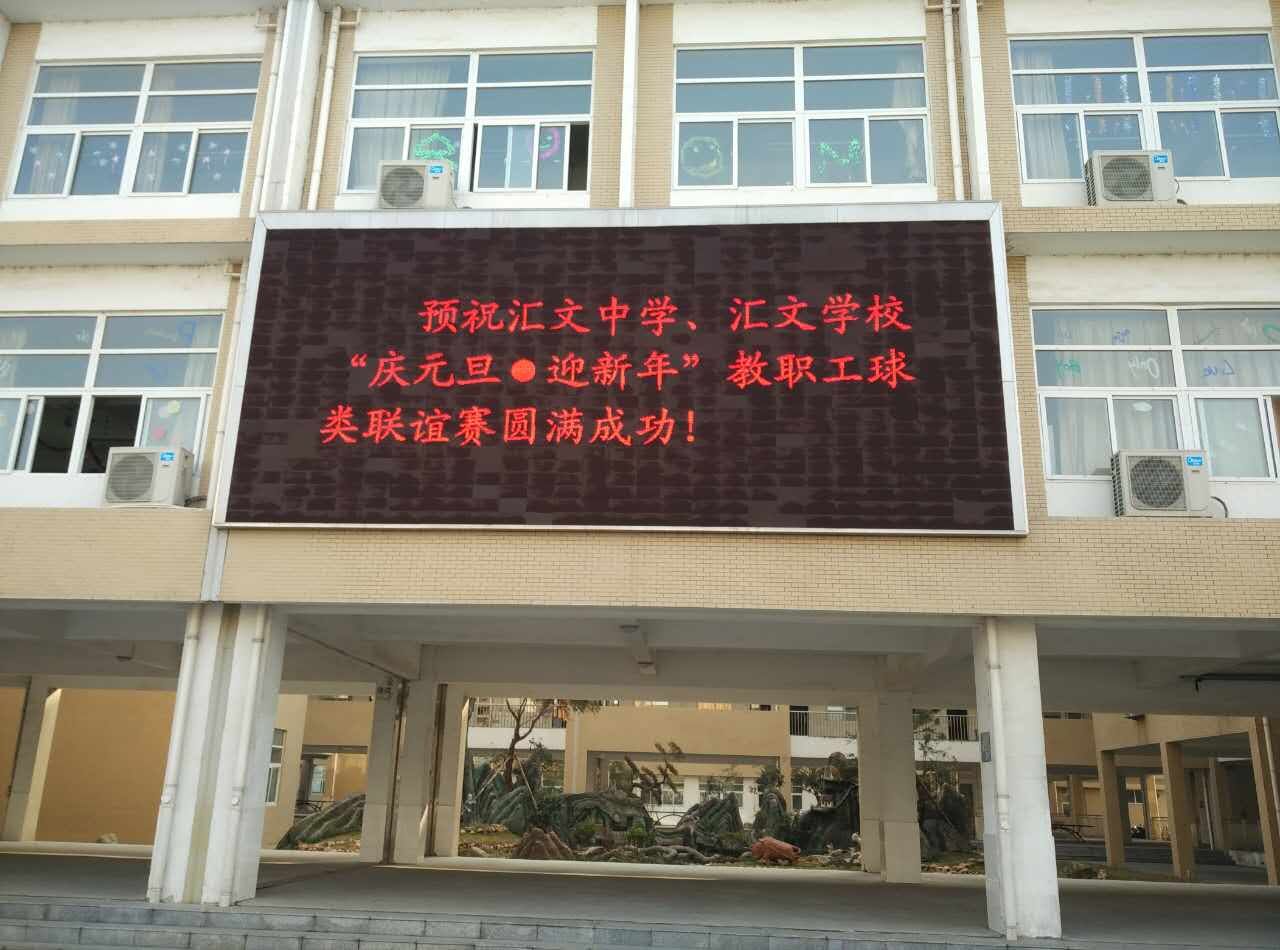 预祝汇文中学、汇文学校
“庆元旦●迎新年”教职工球
类联谊赛圆满成功！